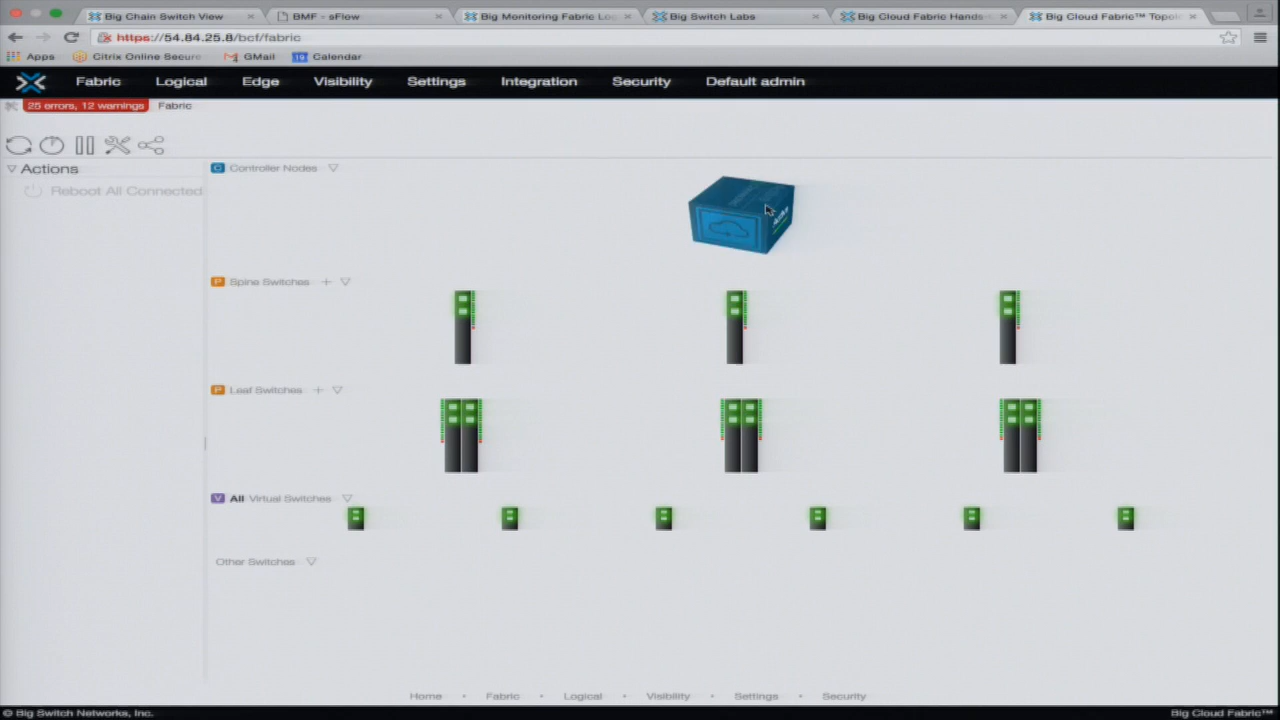 Big Chain Switch View
BMF - sFlow
Big Monitoring Fabric Lo
Big Switch Labs
Big Cloud Fabric Hands-
Big Cloud Fabric™ Topol
https://54.84.25.8/bcf/fabric
Apps
Citrix Online Secure
GMail
19
Calendar
Fabric
Logical
Edge
Visibility
Settings
Integration
Security
Default admin
25 errors, 12 warnings
Fabric
Actions
Reboot All Connected
C
Controller Nodes
P
Spine Switches
P
Leaf Switches
V
All Virtual Switches
Other Switches
Home • Fabric • Logical • Visibility • Settings • Security
© Big Switch Networks, Inc.
Big Cloud Fabric™